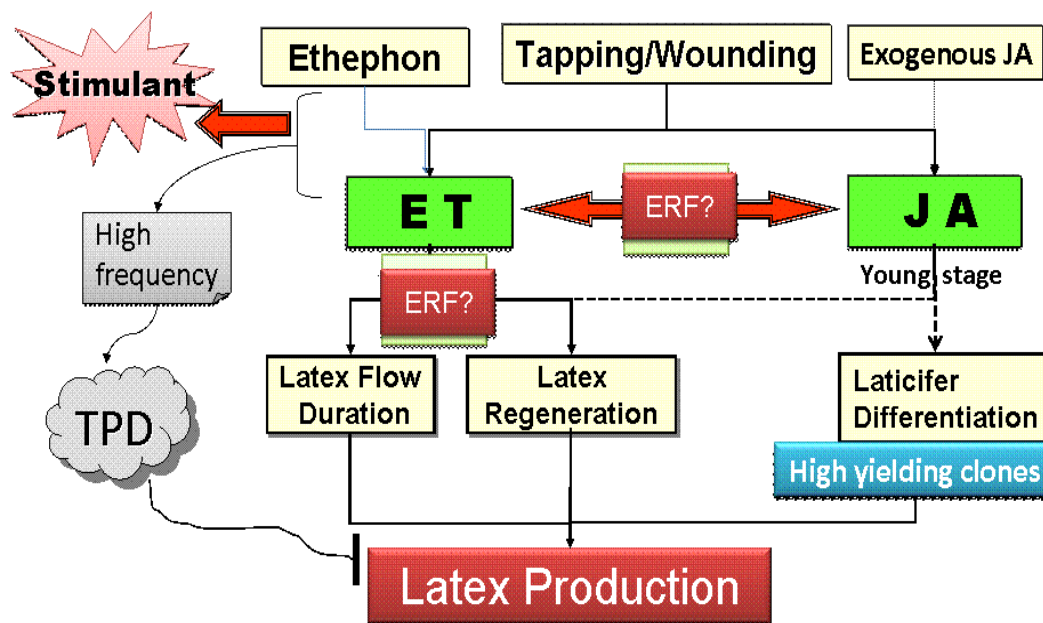 Stimulant
Ethephon
Tapping/Wounding
Exogenous JA
E T
ERF?
J A
High
frequency
ERF?
Young stage
Latex Flow
Duration
Latex
Regeneration
Laticifer
Differentiation
TPD
High yielding clones
Latex Production